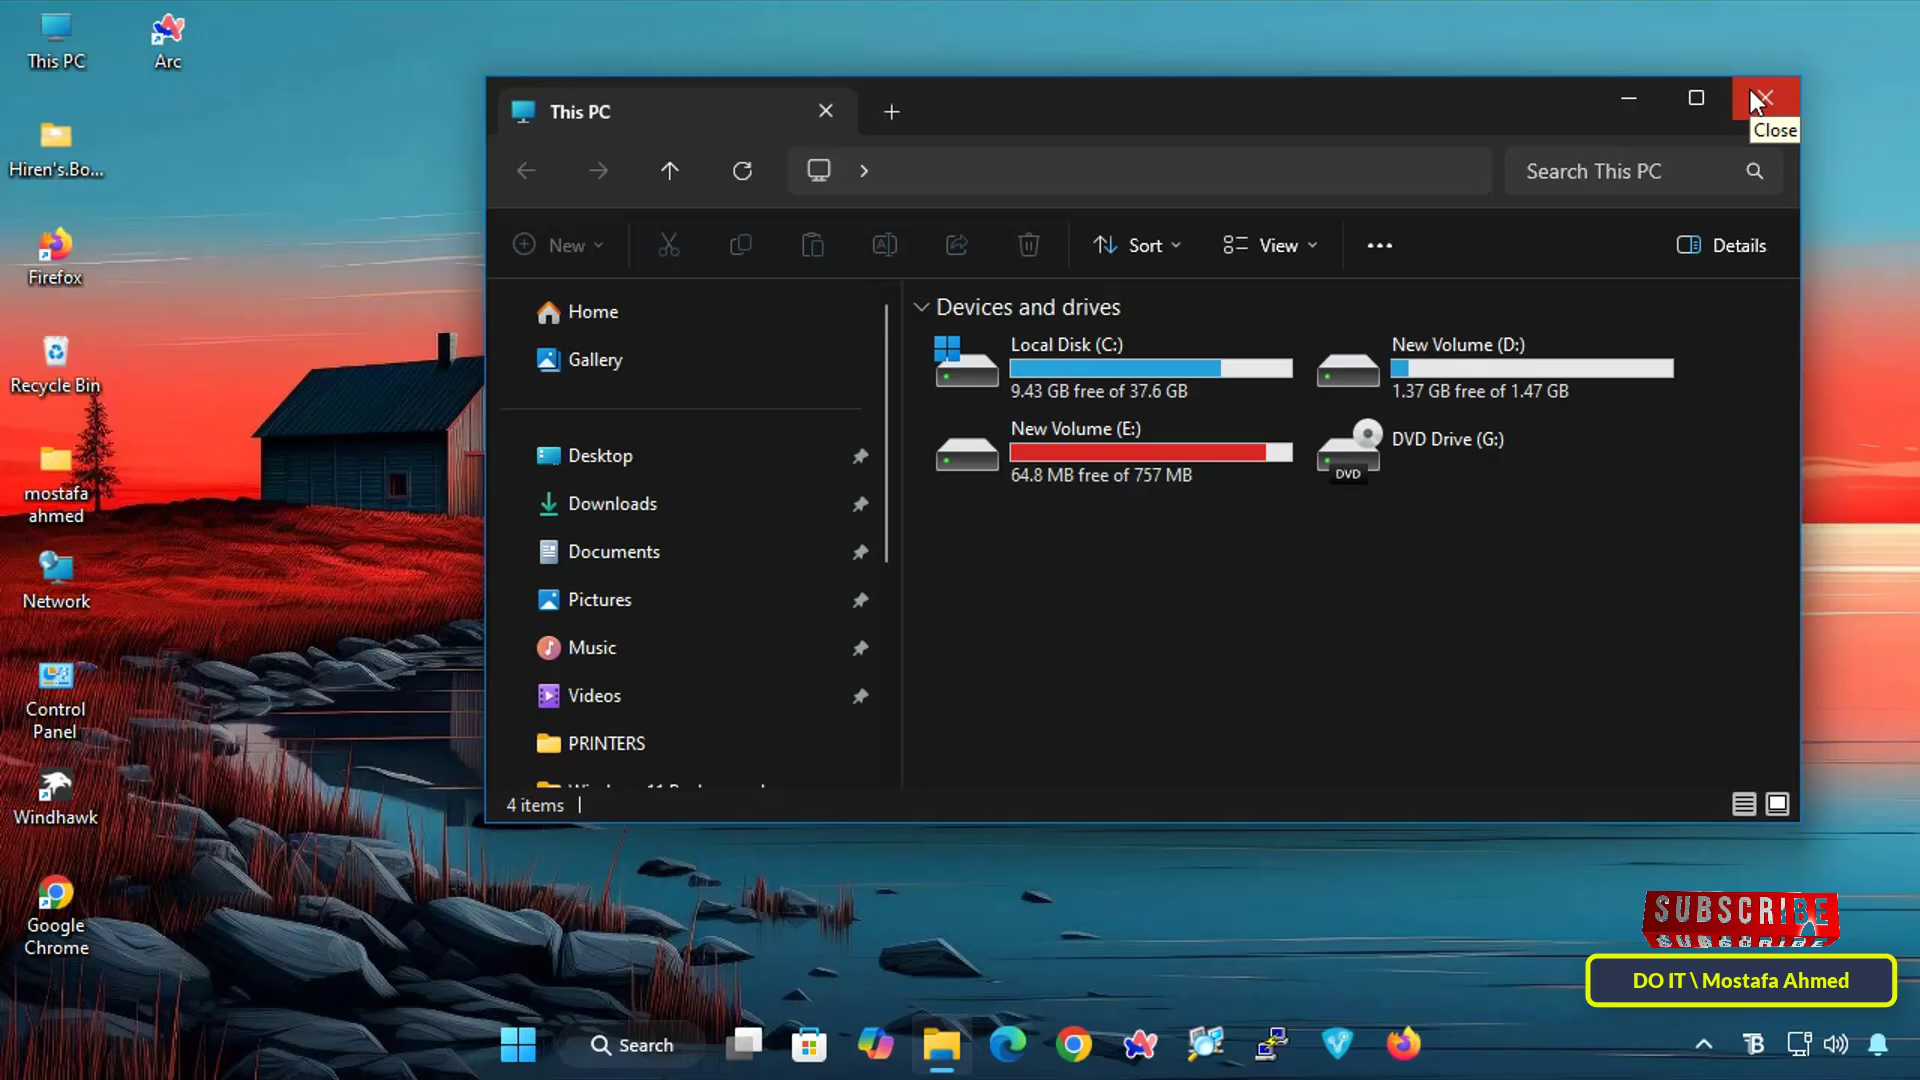 This PC
Arc
Hiren's.Bo...
Firefox
Recycle Bin
mostafa
ahmed
Network
Control
Panel
Windhawk
Google
Chrome
This PC
Close
Search This PC
New
Sort
View
Details
Home
Gallery
Desktop
Downloads
Documents
Pictures
Music
Videos
PRINTERS
Devices and drives
Local Disk (C:)
9.43 GB free of 37.6 GB
New Volume (D:)
1.37 GB free of 1.47 GB
New Volume (E:)
64.8 MB free of 757 MB
DVD Drive (G:)
DVD
4 items
SUBSCRIBE
DO IT \ Mostafa Ahmed
Search